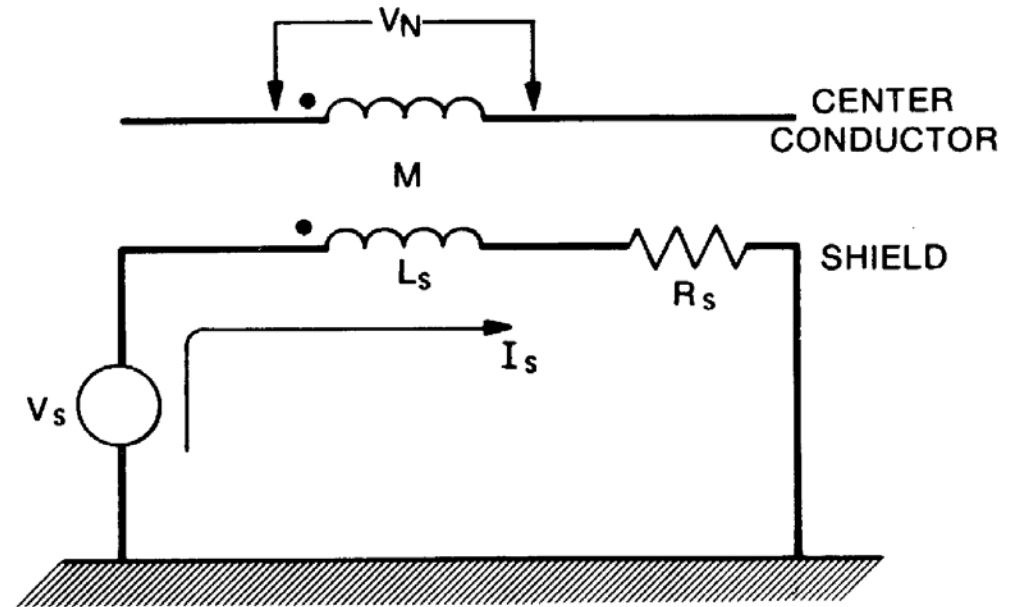 VN
CENTER
CONDUCTOR
M
SHIELD
LS
RS
IS
VS